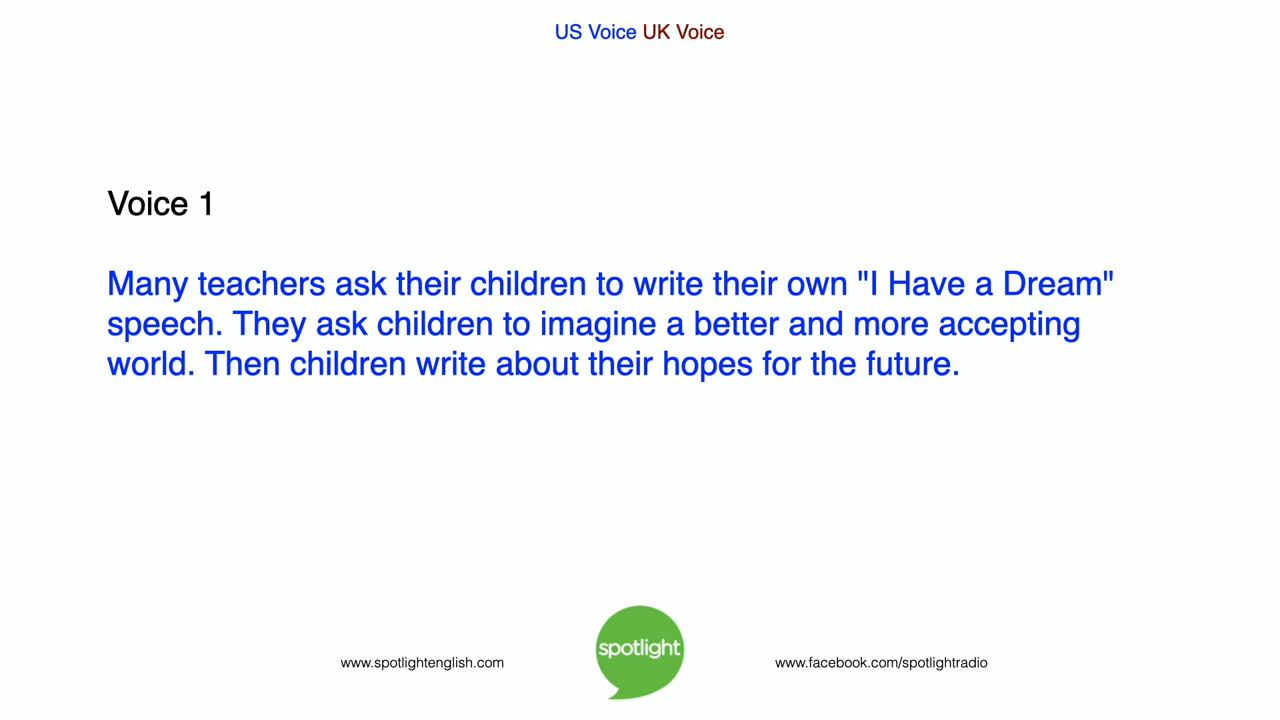 US Voice UK Voice
Voice 1
Many teachers ask their children to write their own "I Have a Dream"
speech. They ask children to imagine a better and more accepting
world. Then children write about their hopes for the future.
spotlight
www.spotlightenglish.com
www.facebook.com/spotlightradio